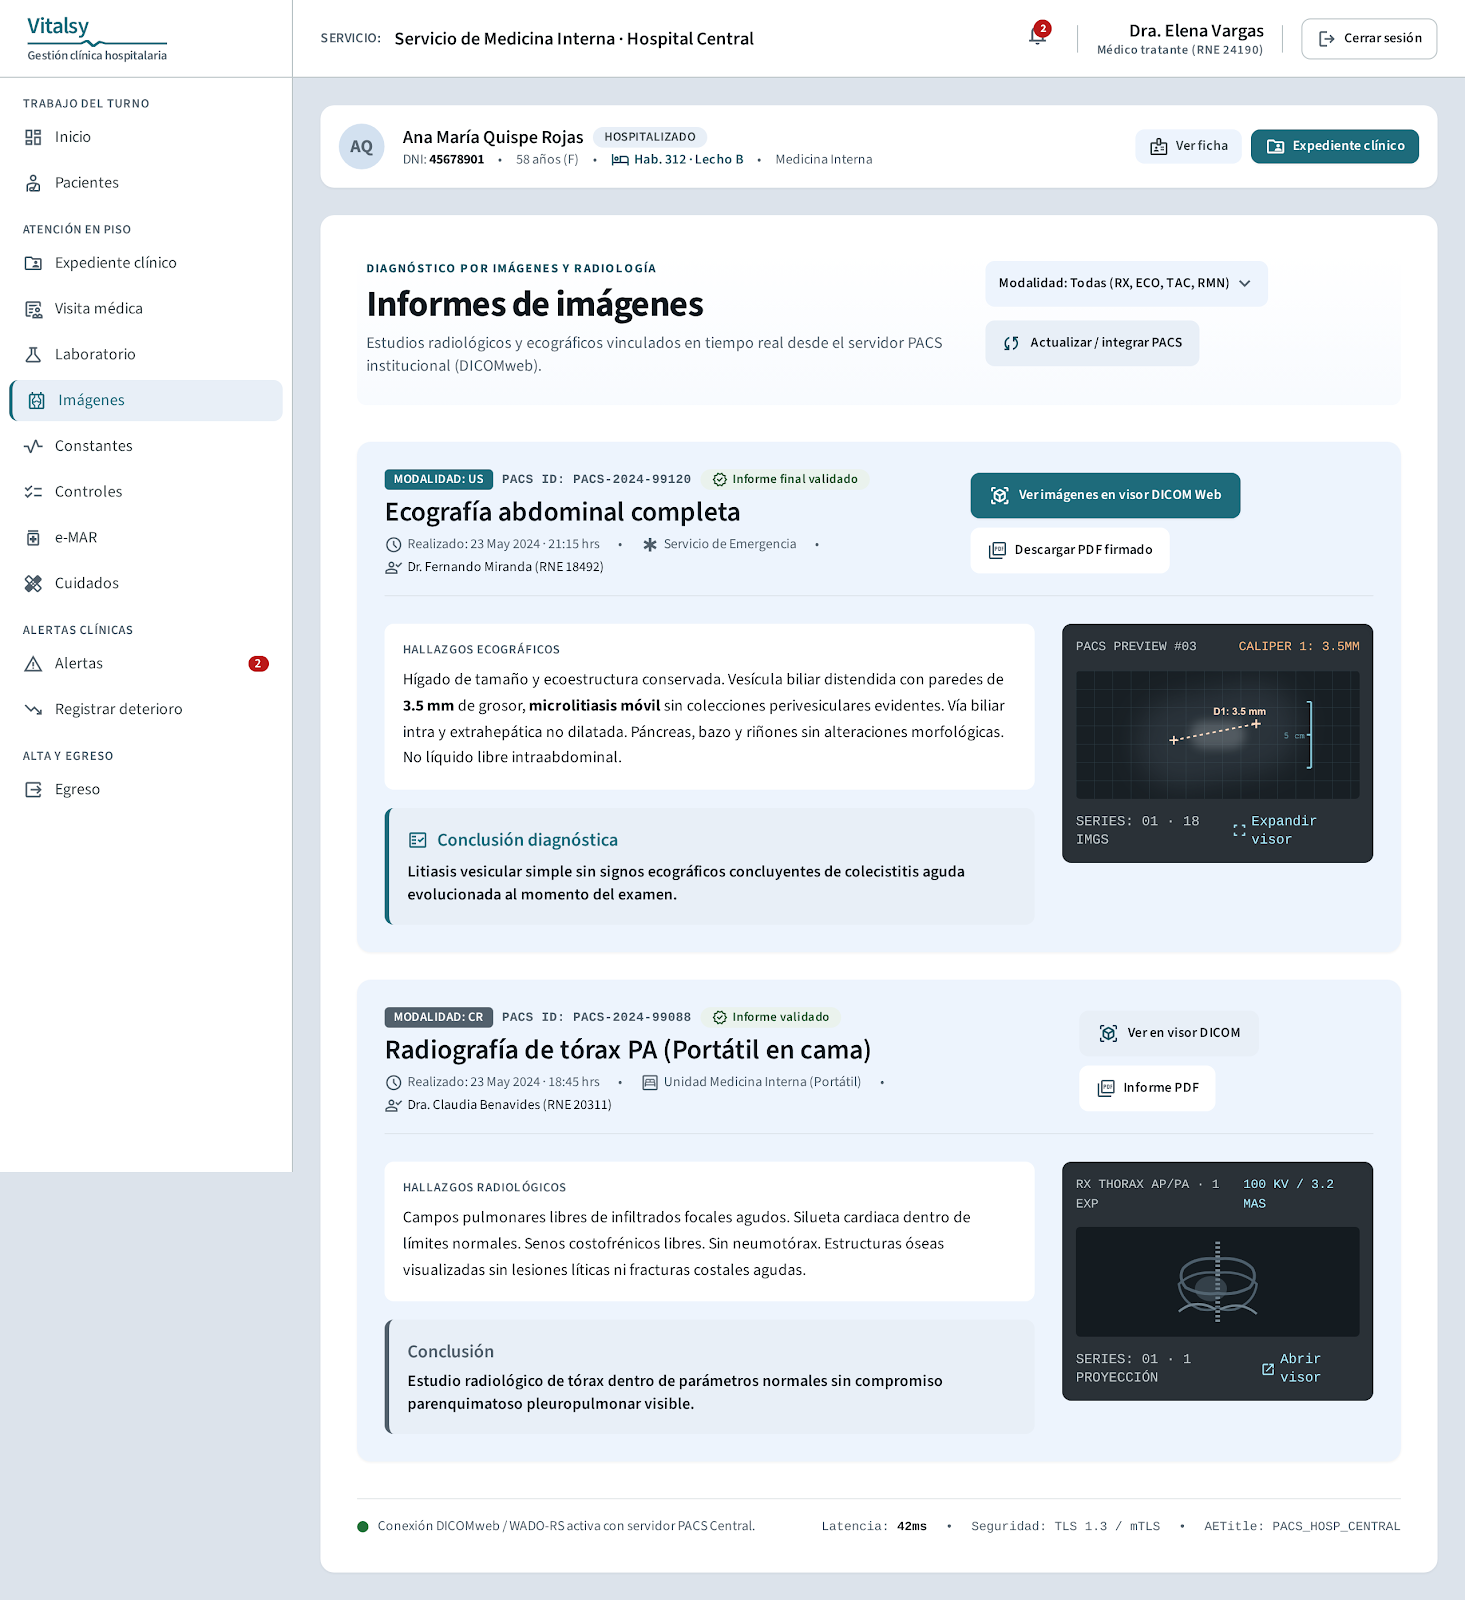 Vitalsy
Gestión clínica hospitalaria
SERVICIO: Servicio de Medicina Interna · Hospital Central
2
Dra. Elena Vargas
Médico tratante (RNE 24190)
Cerrar sesión
TRABAJO DEL TURNO
Inicio
Pacientes
ATENCIÓN EN PISO
Expediente clínico
Visita médica
Laboratorio
Imágenes
Constantes
Controles
e-MAR
Cuidados
ALERTAS CLÍNICAS
Alertas 2
Registrar deterioro
ALTA Y EGRESO
Egreso
AQ
Ana María Quispe Rojas HOSPITALIZADO
DNI: 45678901 • 58 años (F) • Hab. 312 · Lecho B • Medicina Interna
Ver ficha
Expediente clínico
DIAGNÓSTICO POR IMÁGENES Y RADIOLOGÍA
Informes de imágenes
Estudios radiológicos y ecográficos vinculados en tiempo real desde el servidor PACS
institucional (DICOMweb).
Modalidad: Todas (RX, ECO, TAC, RMN)
Actualizar / integrar PACS
MODALIDAD: US PACS ID: PACS-2024-99120 Informe final validado
Ecografía abdominal completa
Realizado: 23 May 2024 · 21:15 hrs • Servicio de Emergencia •
Dr. Fernando Miranda (RNE 18492)
Ver imágenes en visor DICOM Web
PDF Descargar PDF firmado
HALLAZGOS ECOGRÁFICOS
Hígado de tamaño y ecoestructura conservada. Vesícula biliar distendida con paredes de
3.5 mm de grosor, microlitiasis móvil sin colecciones perivesiculares evidentes. Vía biliar
intra y extrahepática no dilatada. Páncreas, bazo y riñones sin alteraciones morfológicas.
No líquido libre intraabdominal.
Conclusión diagnóstica
Litiasis vesicular simple sin signos ecográficos concluyentes de colecistitis aguda
evolucionada al momento del examen.
PACS PREVIEW #03 CALIPER 1: 3.5MM
D1: 3.5 mm
5 cm
SERIES: 01 · 18
IMGS
Expandir
visor
MODALIDAD: CR PACS ID: PACS-2024-99088 Informe validado
Radiografía de tórax PA (Portátil en cama)
Realizado: 23 May 2024 · 18:45 hrs • Unidad Medicina Interna (Portátil) •
Dra. Claudia Benavides (RNE 20311)
Ver en visor DICOM
PDF Informe PDF
HALLAZGOS RADIOLÓGICOS
Campos pulmonares libres de infiltrados focales agudos. Silueta cardiaca dentro de
límites normales. Senos costofrénicos libres. Sin neumotórax. Estructuras óseas
visualizadas sin lesiones líticas ni fracturas costales agudas.
Conclusión
Estudio radiológico de tórax dentro de parámetros normales sin compromiso
parenquimatoso pleuropulmonar visible.
RX THORAX AP/PA · 1
EXP
100 KV / 3.2
MAS
SERIES: 01 · 1
PROYECCIÓN
Abrir
visor
Conexión DICOMweb / WADO-RS activa con servidor PACS Central.
Latencia: 42ms • Seguridad: TLS 1.3 / mTLS • AETitle: PACS_HOSP_CENTRAL